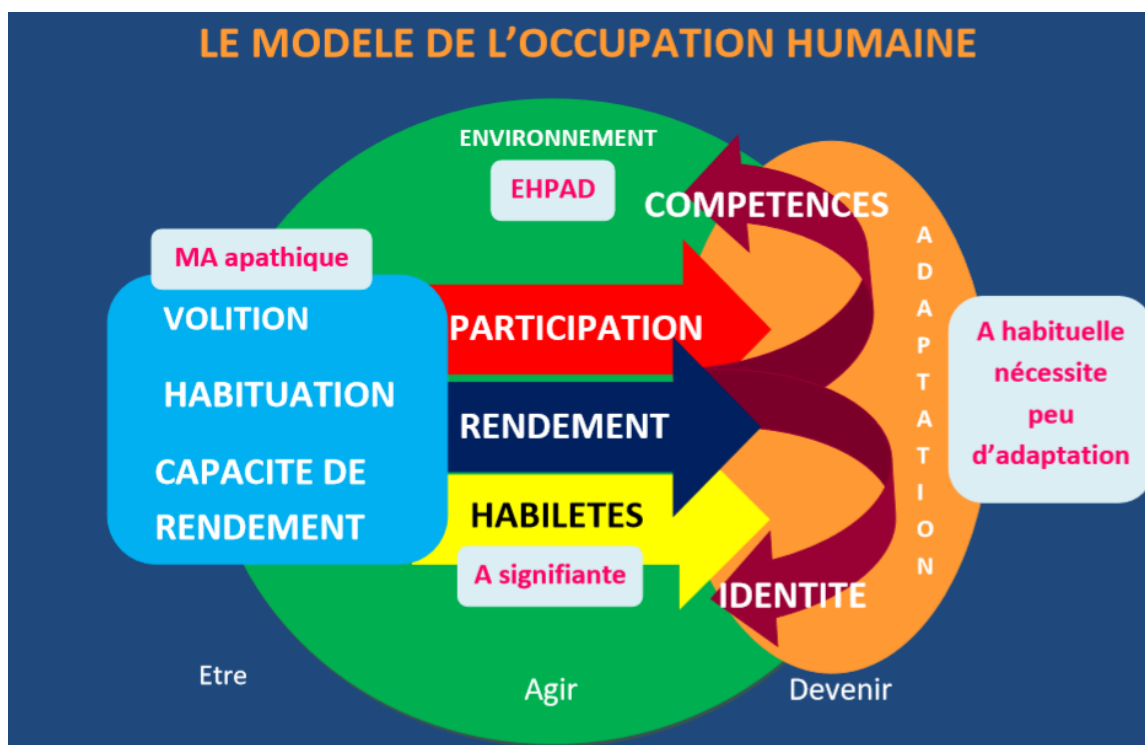 LE MODELE DE L’OCCUPATION HUMAINE
ENVIRONNEMENT
EHPAD
COMPETENCES
MA apathique
VOLITION
HABITUATION
CAPACITE DE
RENDEMENT
PARTICIPATION
RENDEMENT
HABILETES
A signifiante
IDENTITE
ADAPTATION
A habituelle
nécessite
peu
d’adaptation
Etre
Agir
Devenir